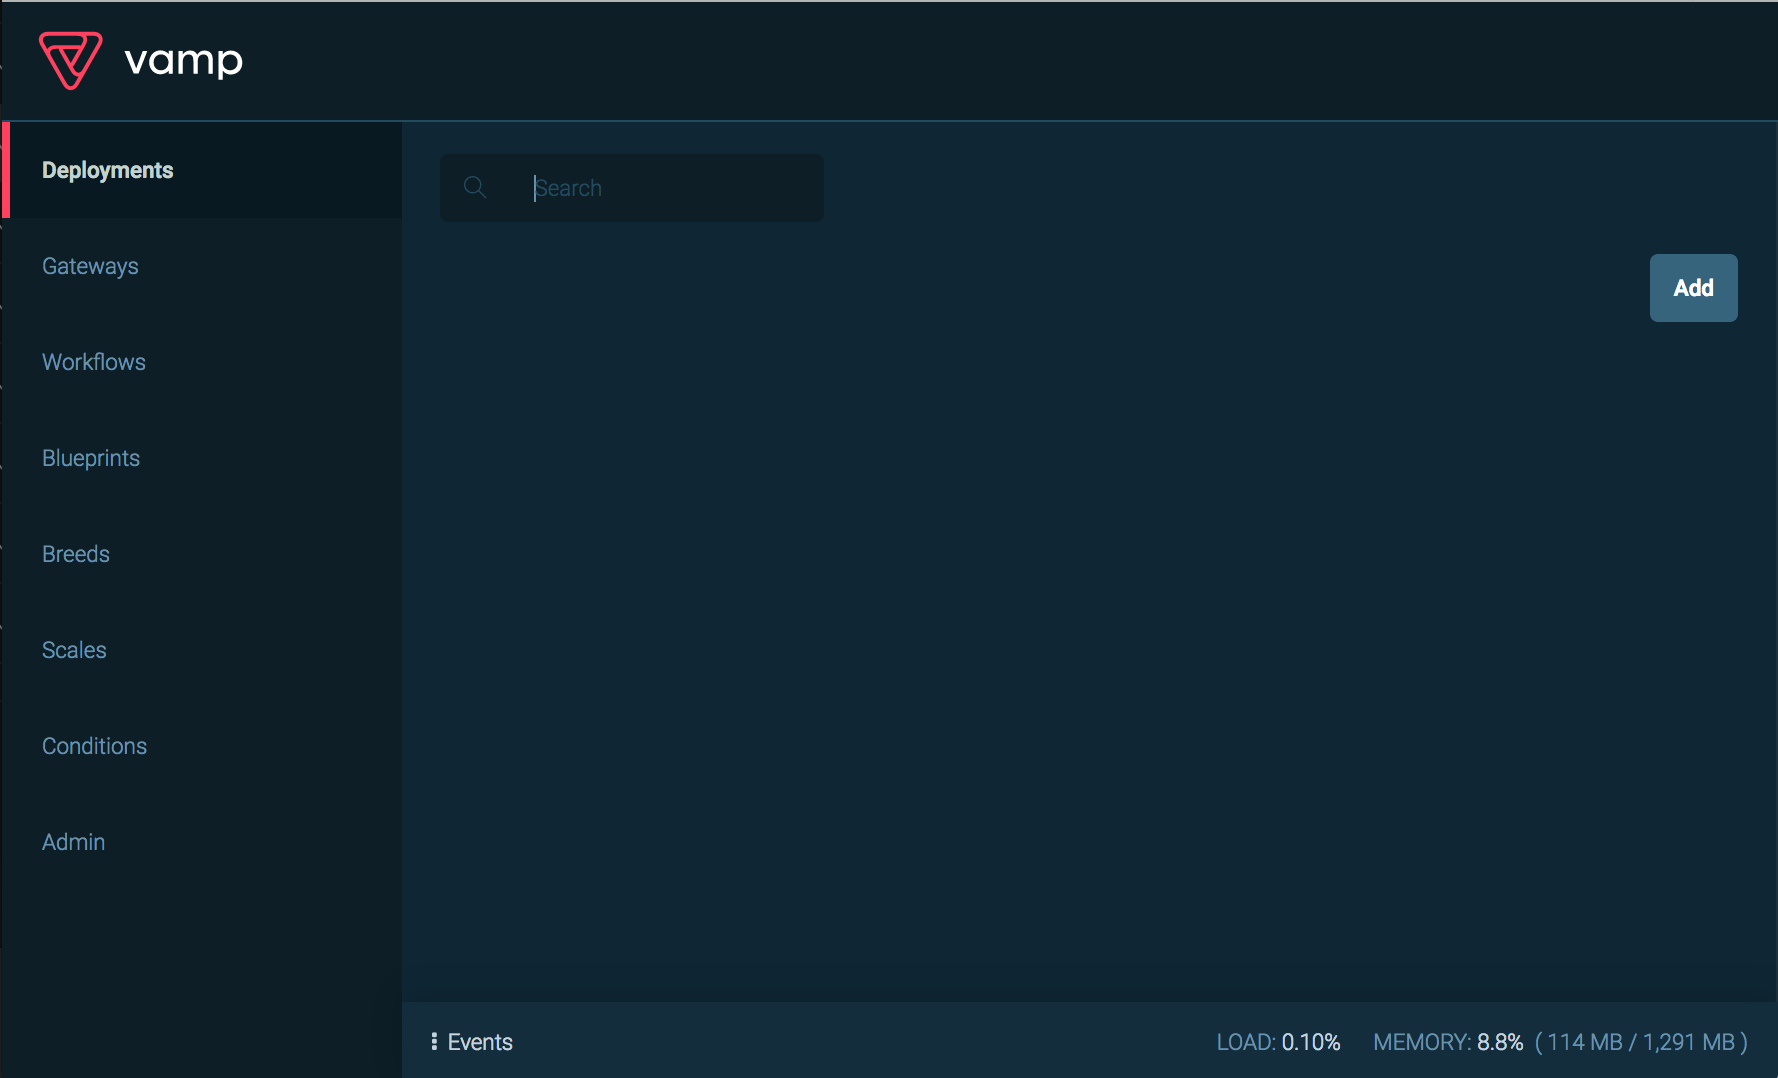 vamp
Deployments
Gateways
Workflows
Blueprints
Breeds
Scales
Conditions
Admin
Search
Add
Events
LOAD: 0.10% MEMORY: 8.8% ( 114 MB / 1,291 MB )